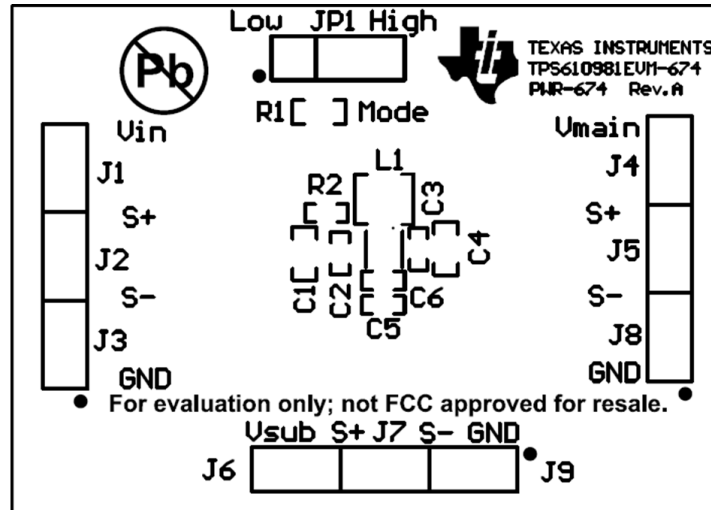 Low JP1 High
Pb
TEXAS INSTRUMENTS
TPS610981EVM-674
PWR-674 Rev.A
R1 Mode
Vin
Vmain
J1
L1
J4
R2
C3
S+
S+
J2
C4
J5
S-
C1
C2
C6
S-
J3
C5
J8
GND
GND
For evaluation only; not FCC approved for resale.
Vsub S+ J7 S- GND
J6
J9